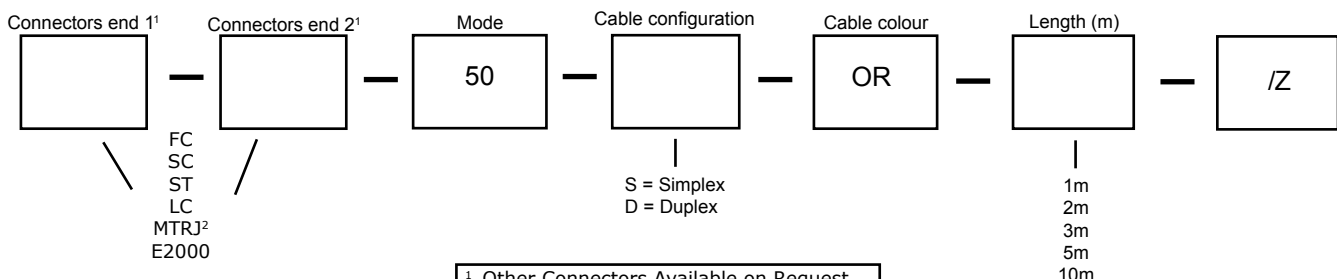 Connectors end 1¹
Connectors end 2¹
Mode
Cable configuration
Cable colour
Length (m)
50
OR
/Z
FC
SC
ST
LC
MTRJ²
E2000
S = Simplex
D = Duplex
1m
2m
3m
5m
10m
¹ Other Connectors Available on Request